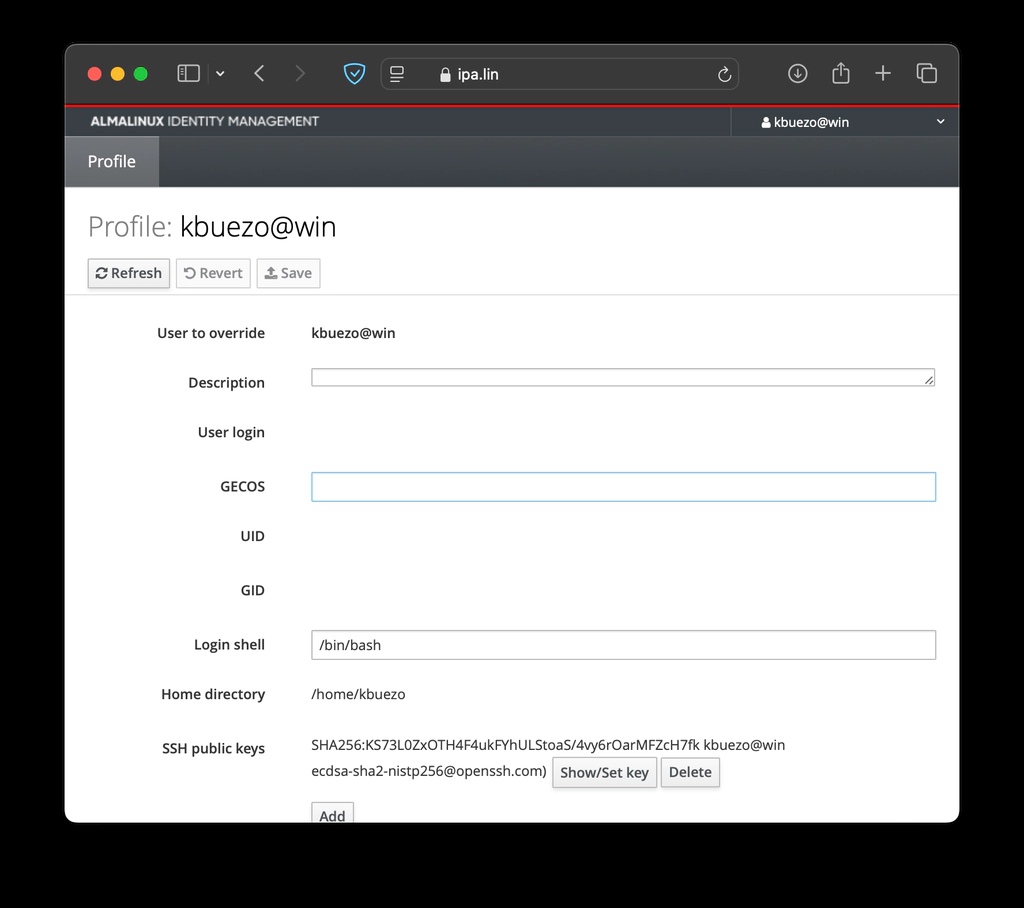 ipa.lin
ALMALINUX IDENTITY MANAGEMENT kbuezo@win
Profile
Profile: kbuezo@win
Refresh Revert Save
User to override kbuezo@win
Description
User login
GECOS
UID
GID
Login shell /bin/bash
Home directory /home/kbuezo
SSH public keys SHA256:KS73L0ZxOTH4F4ukFYhULStoaS/4vy6rOarMFZcH7fk kbuezo@win
ecdsa-sha2-nistp256@openssh.com) Show/Set key Delete
Add